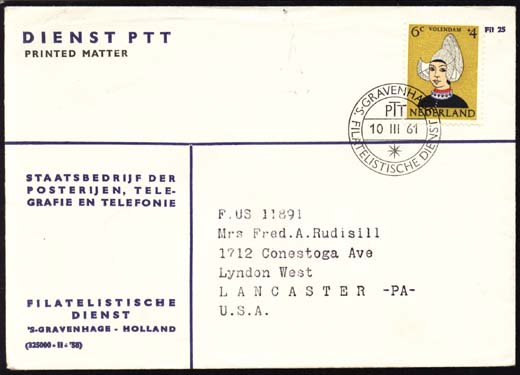 DIENST PTT
PRINTED MATTER
Fil 25
6c VOLENDAM +4
NEDERLAND
'S-GRAVENHAGE
PTT
10 III 61
FILATELISTISCHE DIENST
STAATSBEDRIJF DER
POSTERIJEN, TELE-
GRAFIE EN TELEFONIE
F.US 11891
Mrs Fred.A.Rudisill
1712 Conestoga Ave
Lyndon West
LANCASTER -PA-
U.S.A.
FILATELISTISCHE
DIENST
'S-GRAVENHAGE - HOLLAND
(325000 - II - '58)